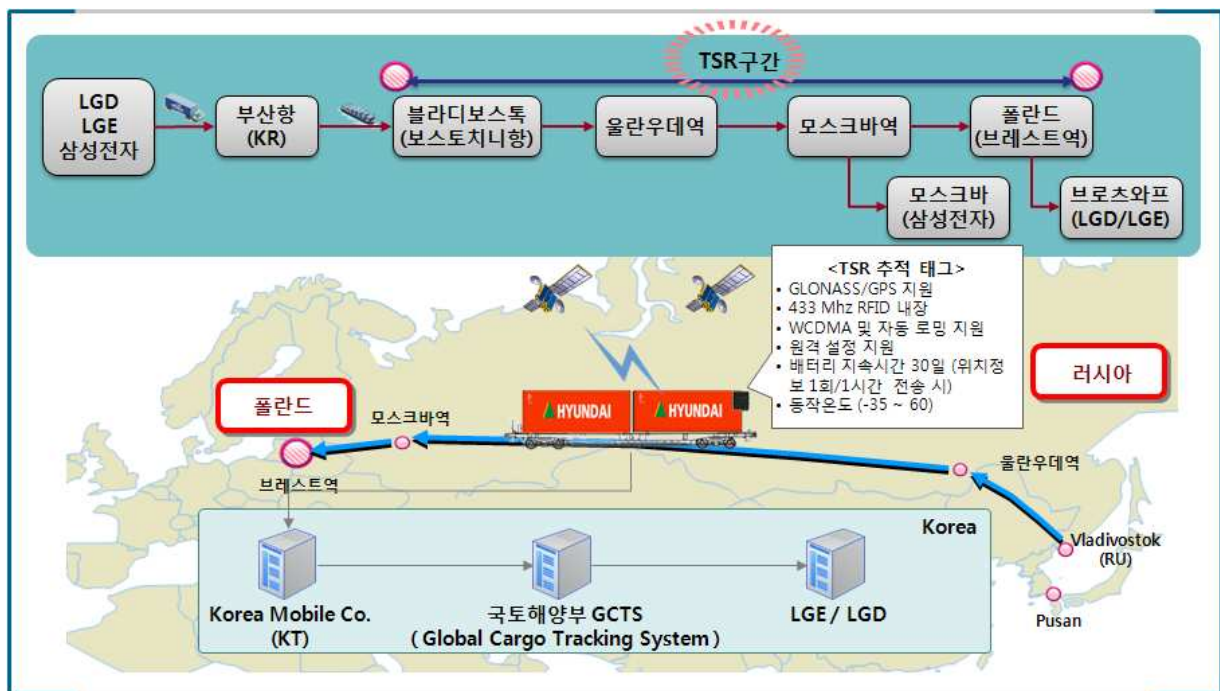 TSR구간
LGD
LGE
삼성전자
부산항
(KR)
블라디보스톡
(보스토치니항)
울란우데역
모스크바역
폴란드
(브레스트역)
모스크바
(삼성전자)
브로츠와프
(LGD/LGE)
<TSR 추적 태그>
• GLONASS/GPS 지원
• 433 Mhz RFID 내장
• WCDMA 및 자동 로밍 지원
• 원격 설정 지원
• 배터리 지속시간 30일 (위치정
보 1회/1시간 전송 시)
• 동작온도 (-35 ~ 60)
러시아
폴란드
HYUNDAI
HYUNDAI
모스크바역
울란우데역
브레스트역
Korea
Vladivostok
(RU)
Pusan
Korea Mobile Co.
(KT)
국토해양부 GCTS
( Global Cargo Tracking System )
LGE / LGD